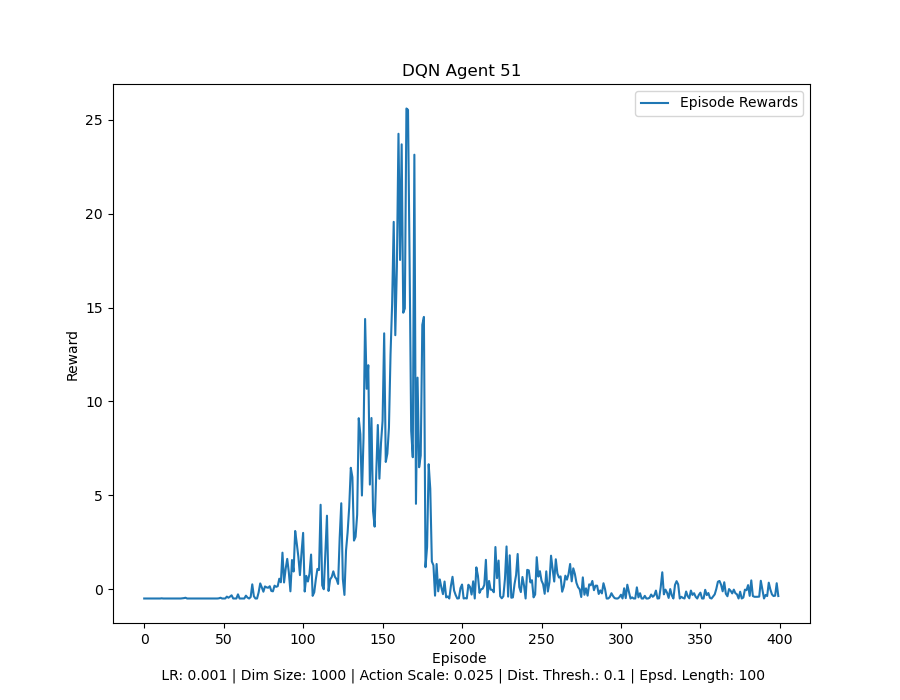 DQN Agent 51
Episode Rewards
25
20
15
10
5
0
Reward
0 50 100 150 200 250 300 350 400
Episode
LR: 0.001 | Dim Size: 1000 | Action Scale: 0.025 | Dist. Thresh.: 0.1 | Epsd. Length: 100